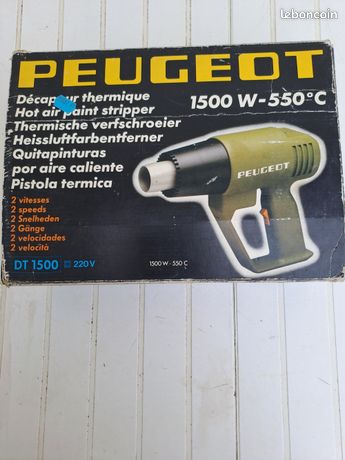 leboncoin
PEUGEOT
Décapeur thermique
1500 W-550°C
Hot air paint stripper
Thermische verfschroeier
Heissluftfarbentferner
Quitapinturas
por aire caliente
Pistola termica
PEUGEOT
2 vitesses
2 speeds
2 Snelheden
2 Gänge
2 velocidades
2 velocità
DT 1500 220 V
1500 W - 550 C